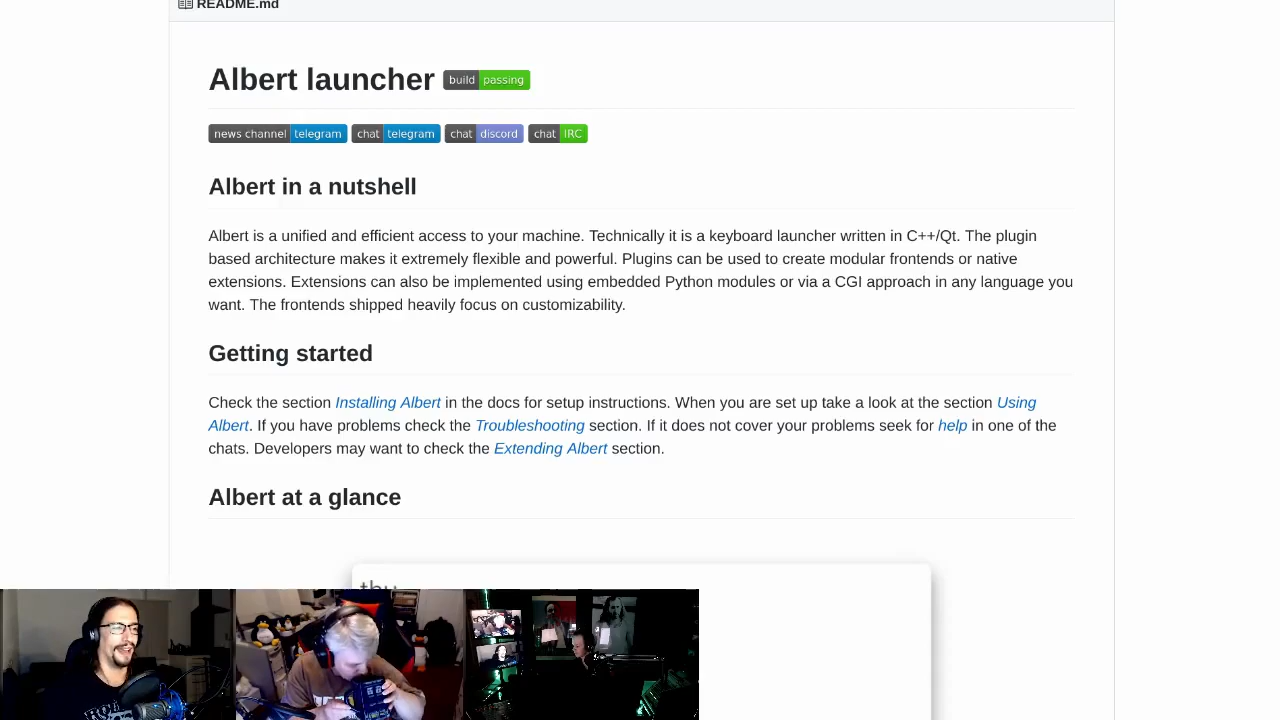 README.md
Albert launcher build passing
news channel telegram chat telegram chat discord chat IRC
Albert in a nutshell
Albert is a unified and efficient access to your machine. Technically it is a keyboard launcher written in C++/Qt. The plugin
based architecture makes it extremely flexible and powerful. Plugins can be used to create modular frontends or native
extensions. Extensions can also be implemented using embedded Python modules or via a CGI approach in any language you
want. The frontends shipped heavily focus on customizability.
Getting started
Check the section Installing Albert in the docs for setup instructions. When you are set up take a look at the section Using
Albert. If you have problems check the Troubleshooting section. If it does not cover your problems seek for help in one of the
chats. Developers may want to check the Extending Albert section.
Albert at a glance